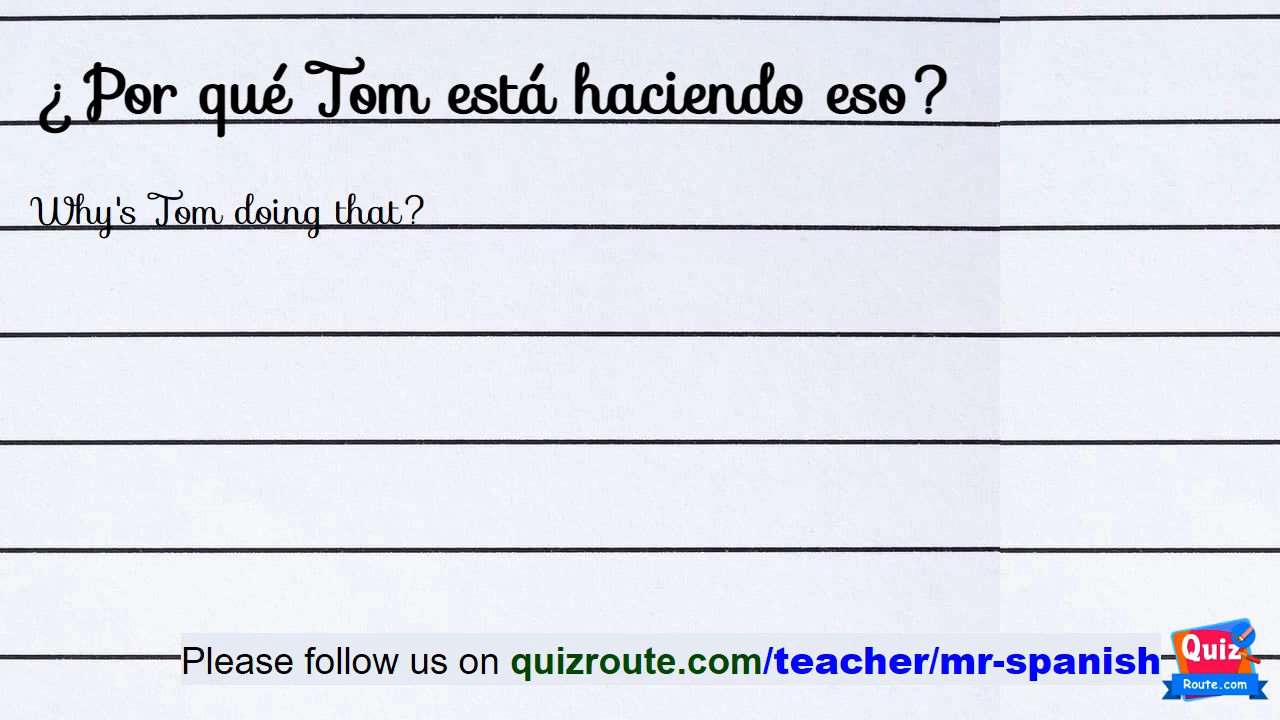 ¿Por qué Tom está haciendo eso?
Why's Tom doing that?
Please follow us on quizroute.com/teacher/mr-spanish
Quiz
Route.com